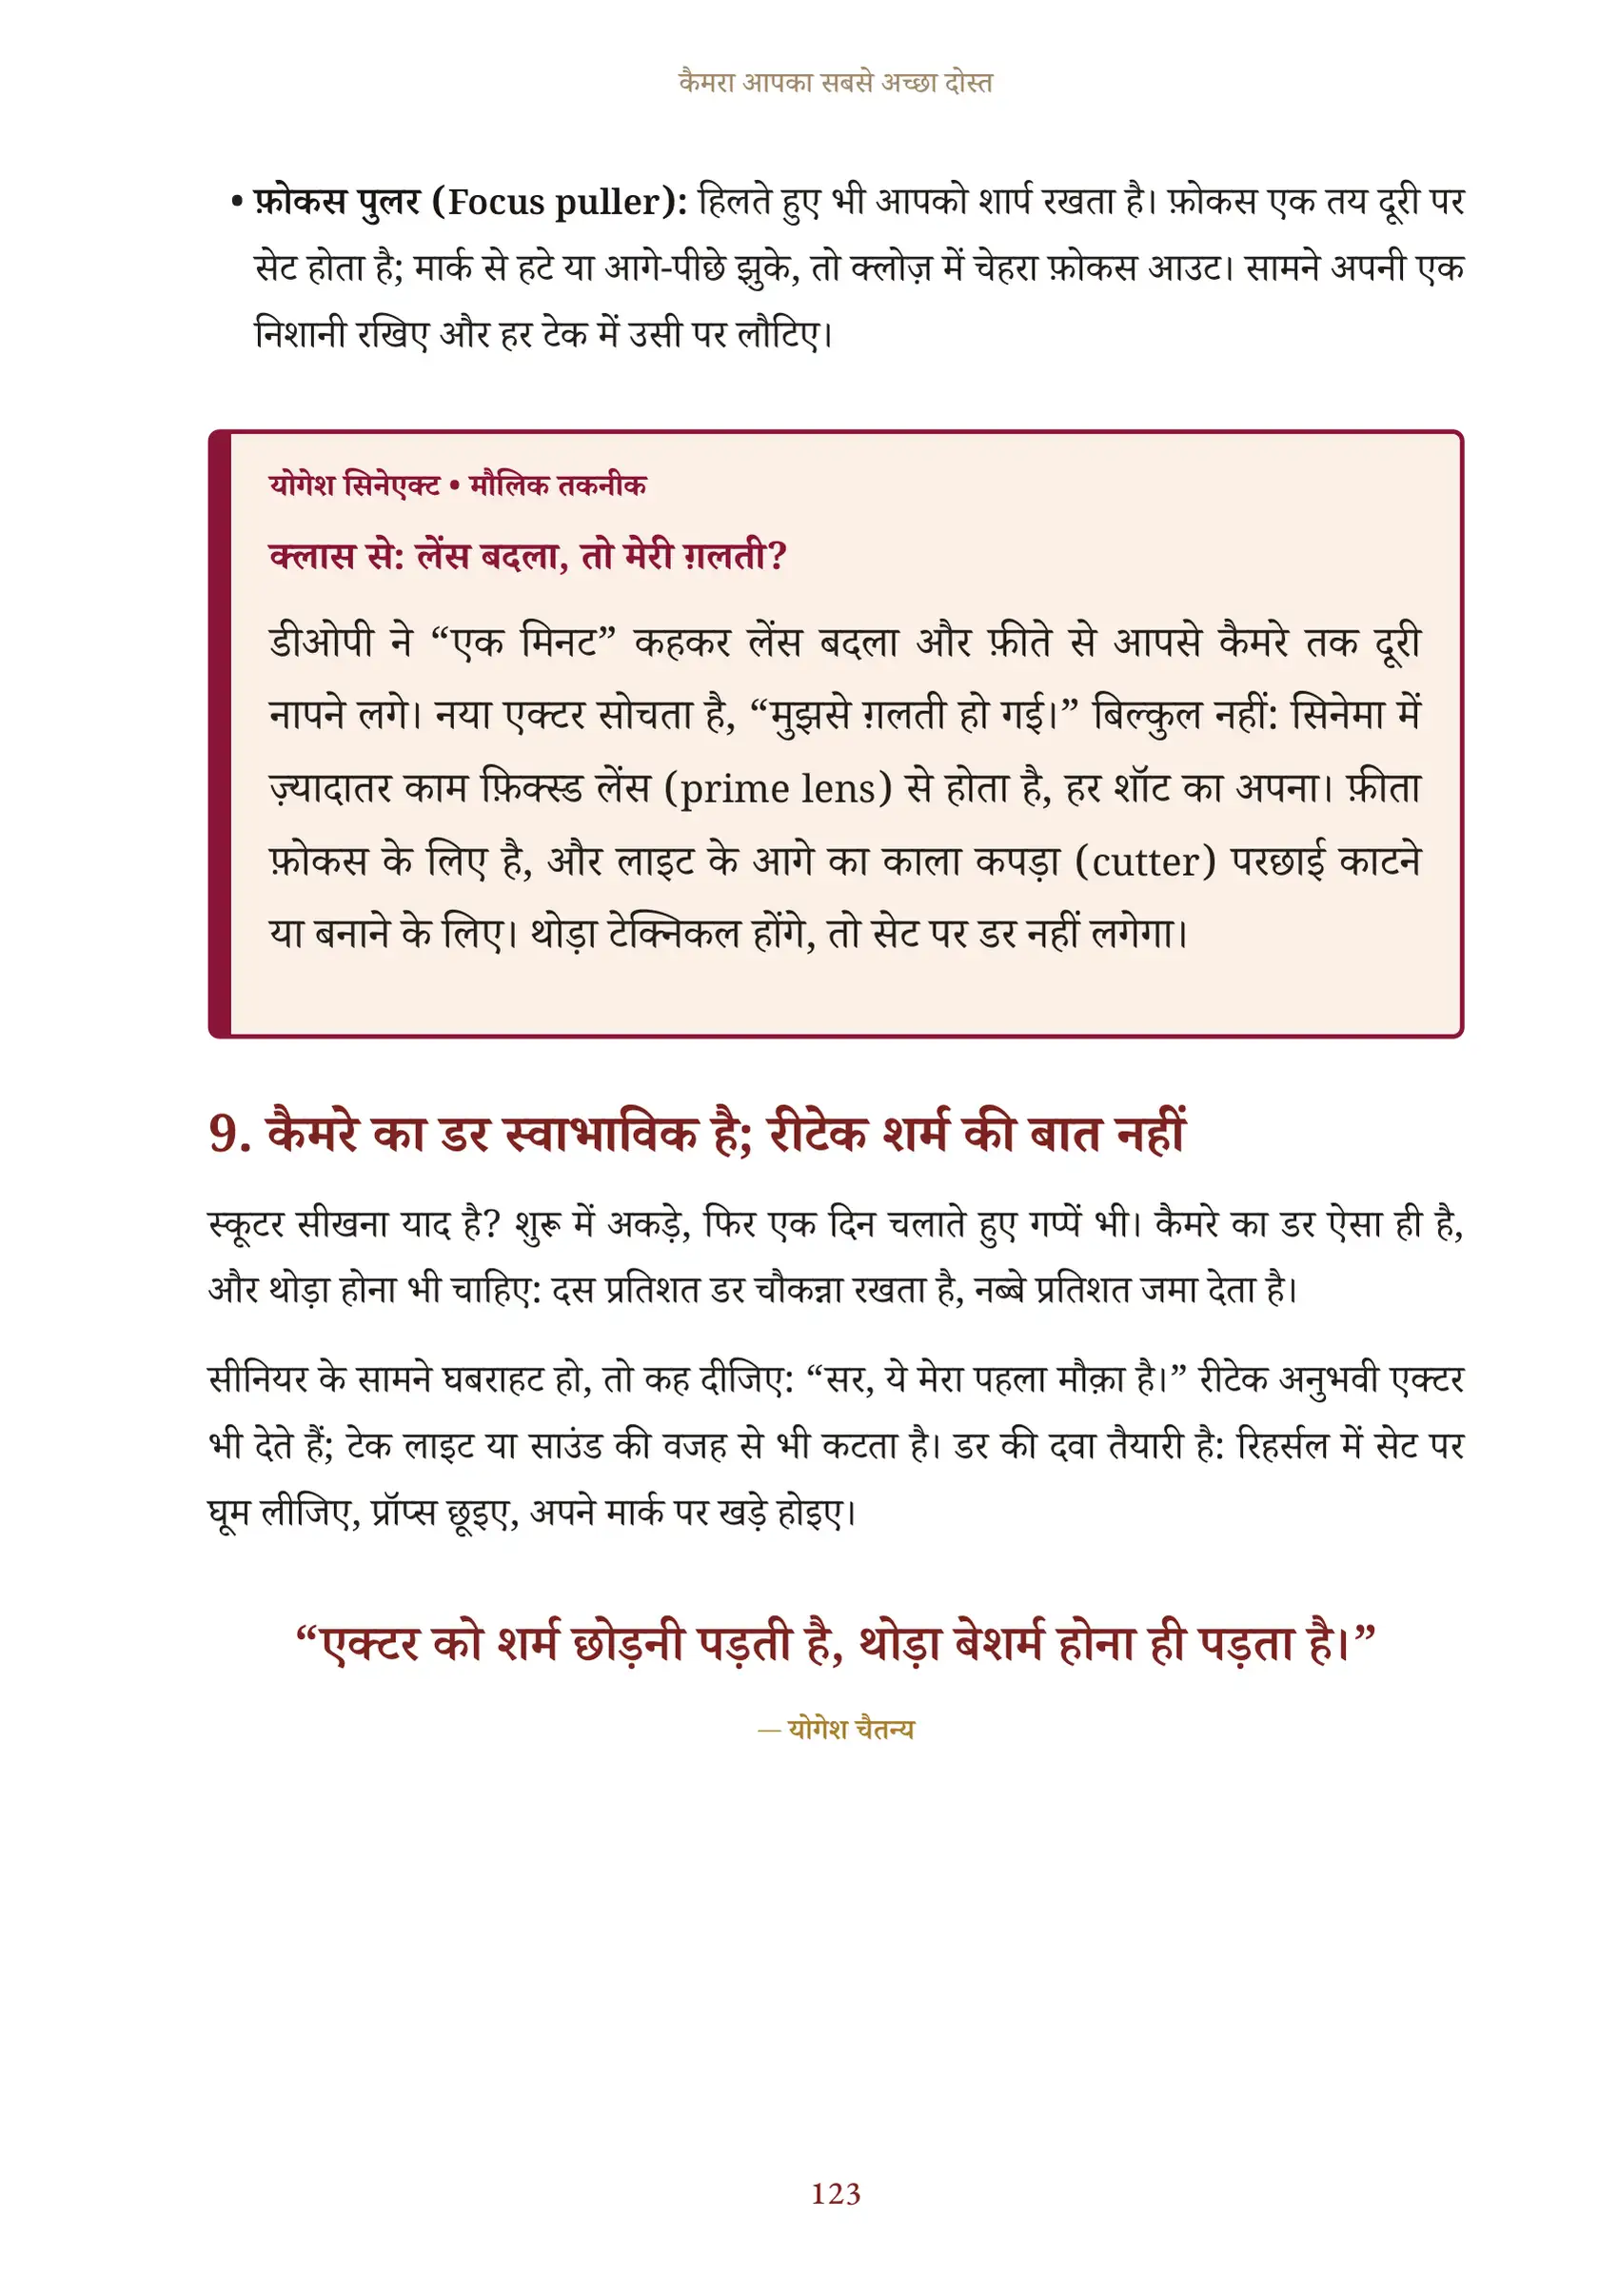 कैमरा आपका सबसे अच्छा दोस्त
• फ़ोकस पुलर (Focus puller): हिलते हुए भी आपको शार्प रखता है। फ़ोकस एक तय दूरी पर
सेट होता है; मार्क से हटे या आगे-पीछे झुके, तो क्लोज़ में चेहरा फ़ोकस आउट। सामने अपनी एक
निशानी रखिए और हर टेक में उसी पर लौटिए।
योगेश सिनेएक्ट • मौलिक तकनीक
क्लास से: लेंस बदला, तो मेरी ग़लती?
डीओपी ने “एक मिनट” कहकर लेंस बदला और फ़ीते से आपसे कैमरे तक दूरी
नापने लगे। नया एक्टर सोचता है, “मुझसे ग़लती हो गई।” बिल्कुल नहीं: सिनेमा में
ज़्यादातर काम फ़िक्स्ड लेंस (prime lens) से होता है, हर शॉट का अपना। फ़ीता
फ़ोकस के लिए है, और लाइट के आगे का काला कपड़ा (cutter) परछाई काटने
या बनाने के लिए। थोड़ा टेक्निकल होंगे, तो सेट पर डर नहीं लगेगा।
9. कैमरे का डर स्वाभाविक है; रीटेक शर्म की बात नहीं
स्कूटर सीखना याद है? शुरू में अकड़े, फिर एक दिन चलाते हुए गप्पें भी। कैमरे का डर ऐसा ही है,
और थोड़ा होना भी चाहिए: दस प्रतिशत डर चौकन्ना रखता है, नब्बे प्रतिशत जमा देता है।
सीनियर के सामने घबराहट हो, तो कह दीजिए: “सर, ये मेरा पहला मौक़ा है।” रीटेक अनुभवी एक्टर
भी देते हैं; टेक लाइट या साउंड की वजह से भी कटता है। डर की दवा तैयारी है: रिहर्सल में सेट पर
घूम लीजिए, प्रॉप्स छूइए, अपने मार्क पर खड़े होइए।
“एक्टर को शर्म छोड़नी पड़ती है, थोड़ा बेशर्म होना ही पड़ता है।”
— योगेश चैतन्य
123